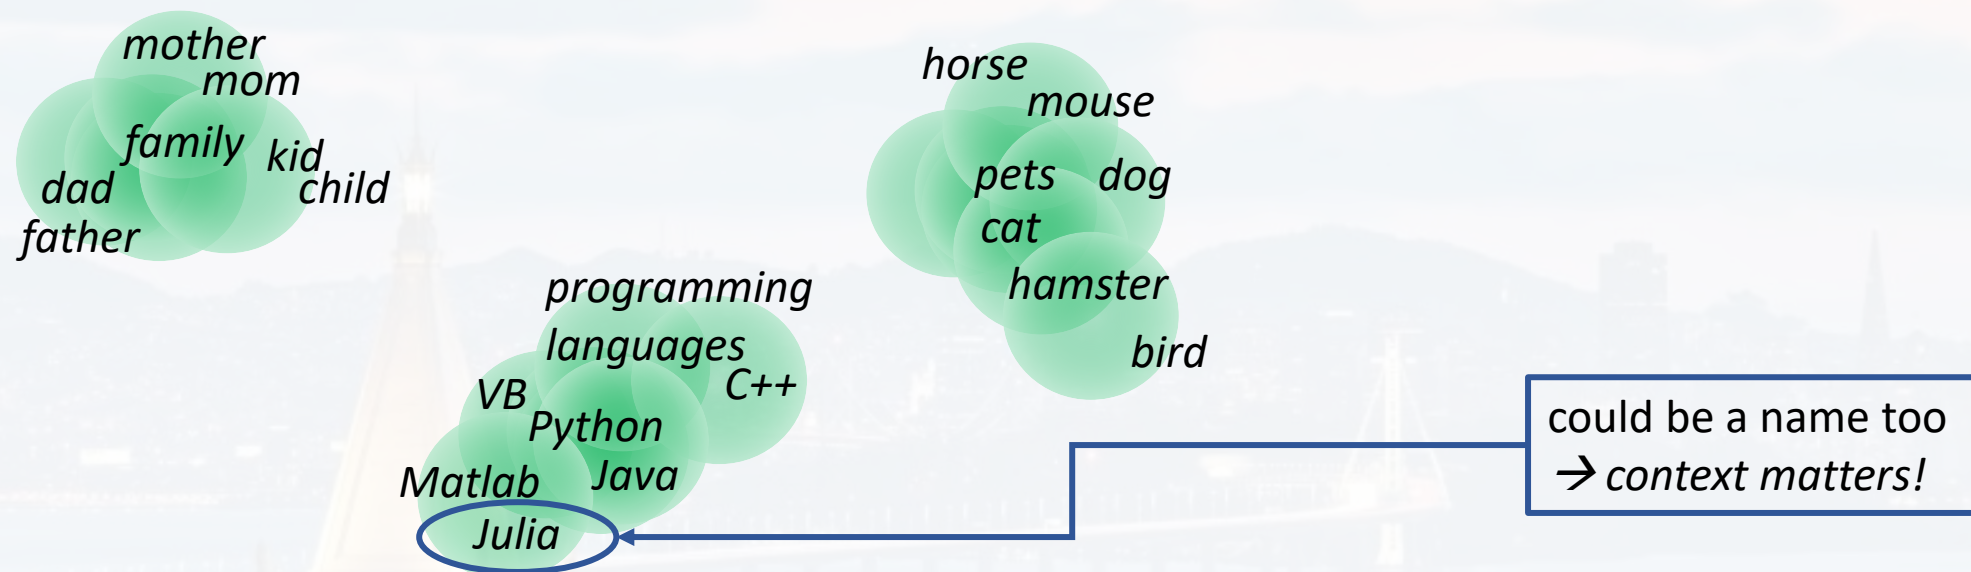 mother
mom
family
kid
child
dad
father
horse
mouse
pets
dog
cat
hamster
bird
programming
languages
VB
C++
Python
Matlab
Java
Julia
could be a name too
→ context matters!